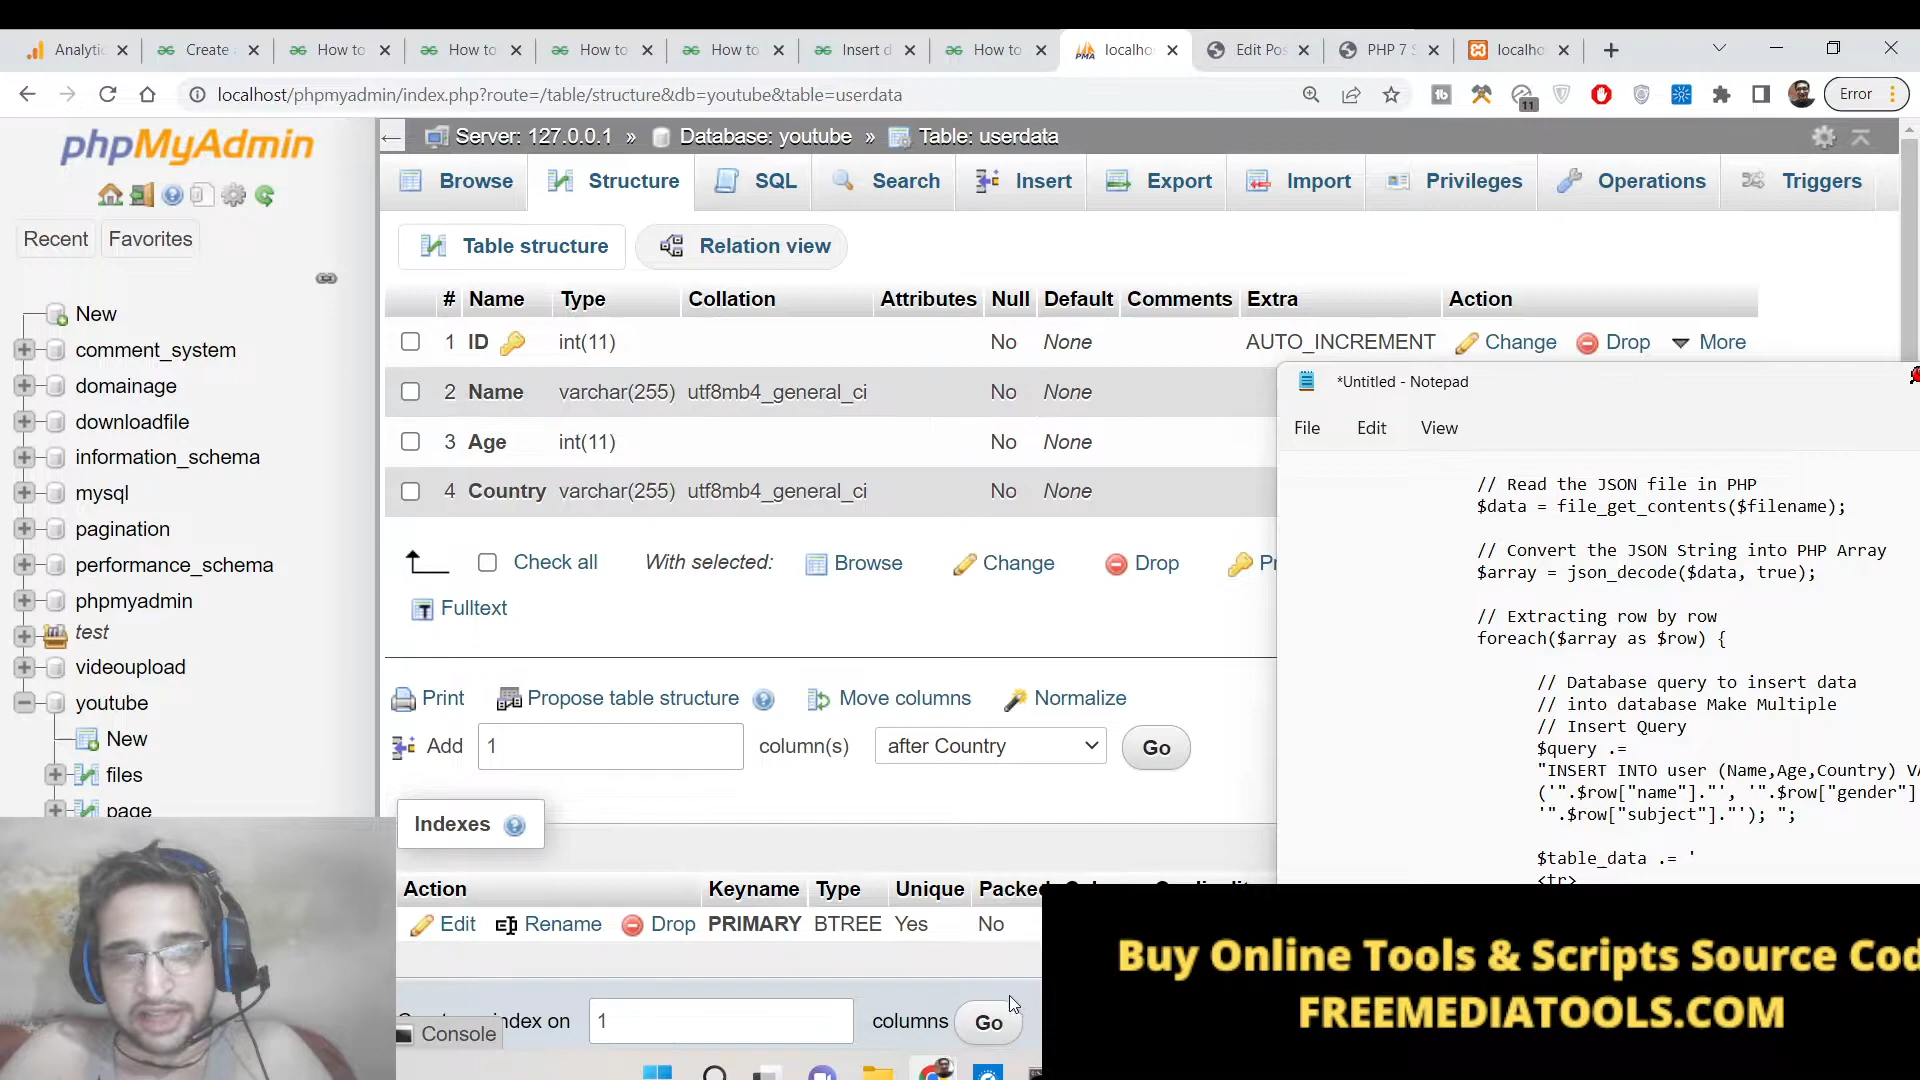 Analytic
Create
How to
How to
How to
How to
Insert d
How to
localho
Edit Pos
PHP 7 S
localho
localhost/phpmyadmin/index.php?route=/table/structure&db=youtube&table=userdata
11
Error
phpMyAdmin
Recent
Favorites
New
comment_system
domainage
downloadfile
information_schema
mysql
pagination
performance_schema
phpmyadmin
test
videoupload
youtube
New
files
page
Server: 127.0.0.1 » Database: youtube » Table: userdata
Browse
Structure
SQL
Search
Insert
Export
Import
Privileges
Operations
Triggers
Table structure
Relation view
# Name Type Collation Attributes Null Default Comments Extra Action
1 ID int(11) No None AUTO_INCREMENT Change Drop More
2 Name varchar(255) utf8mb4_general_ci No None
3 Age int(11) No None
4 Country varchar(255) utf8mb4_general_ci No None
Check all With selected: Browse Change Drop Pr
Fulltext
Print Propose table structure Move columns Normalize
Add 1 column(s) after Country Go
Indexes
Action Keyname Type Unique Packed
Edit Rename Drop PRIMARY BTREE Yes No
index on 1 columns Go
Console
*Untitled - Notepad
File Edit View
// Read the JSON file in PHP
$data = file_get_contents($filename);
// Convert the JSON String into PHP Array
$array = json_decode($data, true);
// Extracting row by row
foreach($array as $row) {
// Database query to insert data
// into database Make Multiple
// Insert Query
$query .=
"INSERT INTO user (Name,Age,Country) VA
('".$row["name"]."', '".$row["gender"]
'".$row["subject"]."'); ";
$table_data .= '
<tr>
Buy Online Tools & Scripts Source Cod
FREEMEDIATOOLS.COM